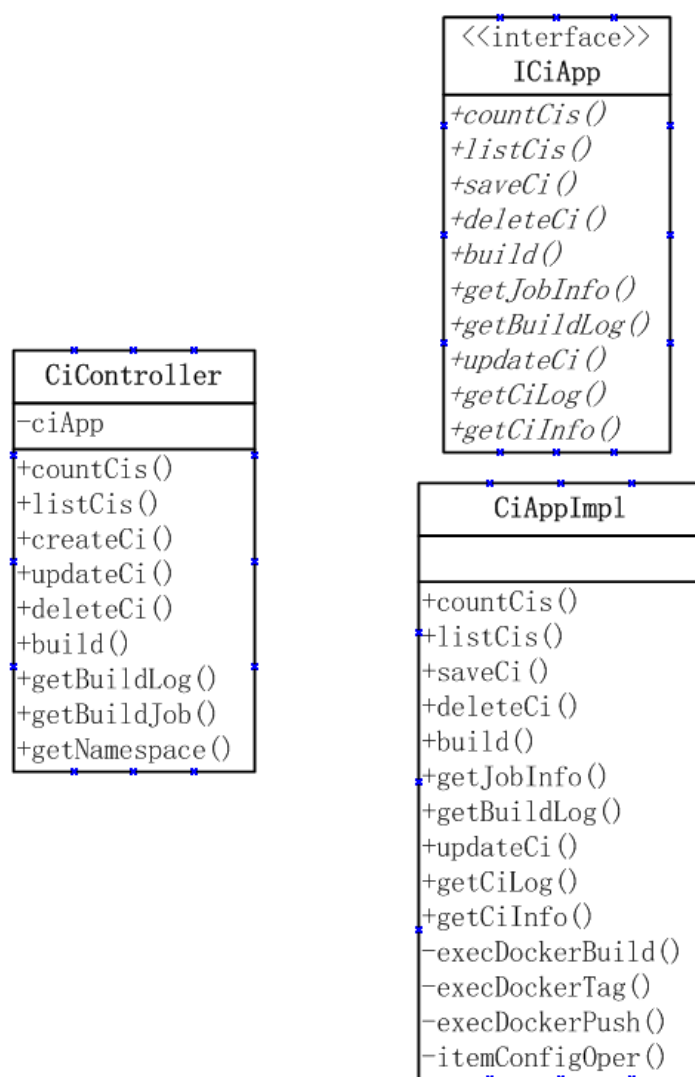 <<interface>>
ICiApp
+countCis()
+listCis()
+saveCi()
+deleteCi()
+build()
+getJobInfo()
+getBuildLog()
+updateCi()
+getCiLog()
+getCiInfo()
CiController
-ciApp
+countCis()
+listCis()
+createCi()
+updateCi()
+deleteCi()
+build()
+getBuildLog()
+getBuildJob()
+getNamespace()
CiAppImpl
+countCis()
+listCis()
+saveCi()
+deleteCi()
+build()
+getJobInfo()
+getBuildLog()
+updateCi()
+getCiLog()
+getCiInfo()
-execDockerBuild()
-execDockerTag()
-execDockerPush()
-itemConfigOper()